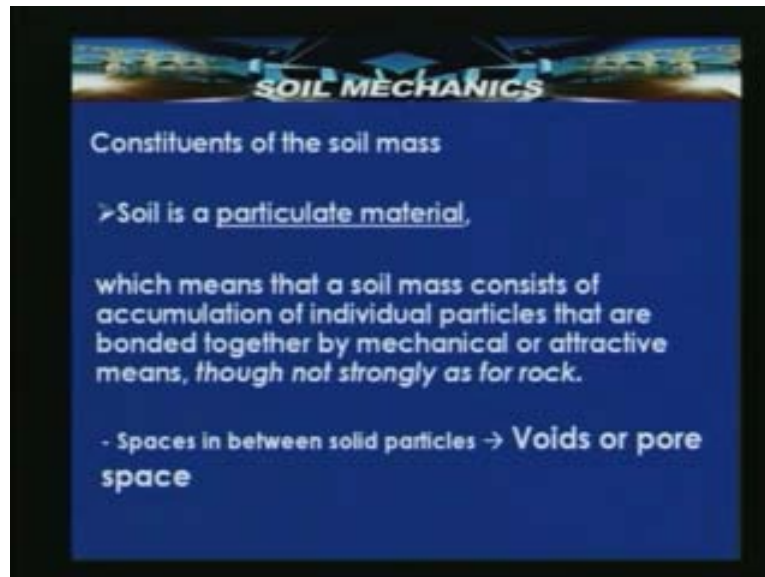 SOIL MECHANICS
Constituents of the soil mass
➢Soil is a particulate material,
which means that a soil mass consists of
accumulation of individual particles that are
bonded together by mechanical or attractive
means, though not strongly as for rock.
- Spaces in between solid particles → Voids or pore
space